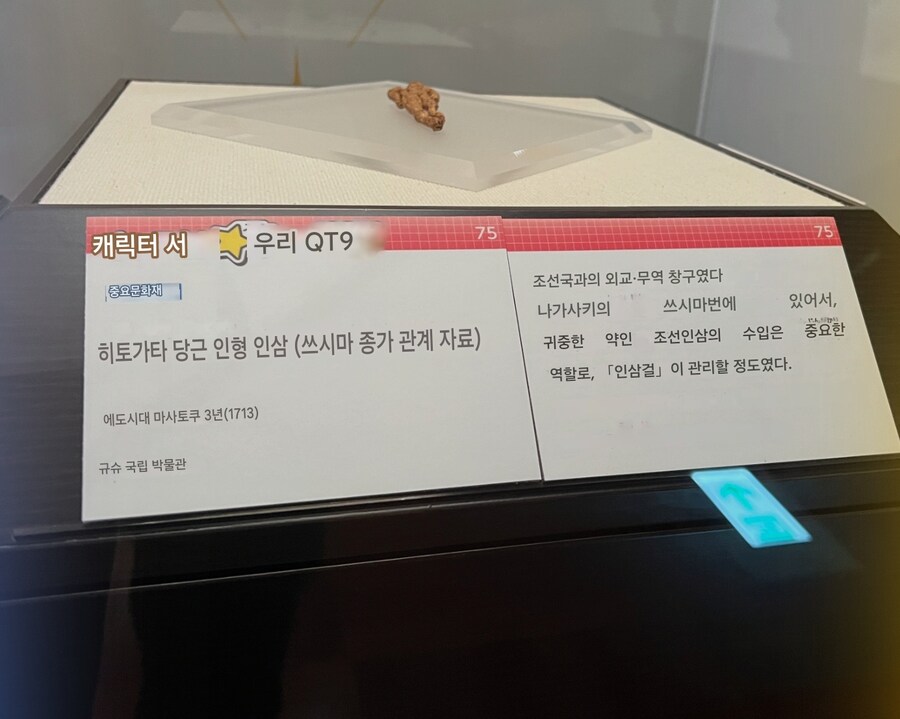 캐릭터 서 우리 QT9
75
중요문화재
히토가타 당근 인형 인삼 (쓰시마 종가 관계 자료)
에도시대 마사토쿠 3년(1713)
규슈 국립 박물관
75
조선국과의 외교·무역 창구였다
나가사키의 쓰시마번에 있어서,
귀중한 약인 조선인삼의 수입은 중요한
역할로, 「인삼걸」이 관리할 정도였다.